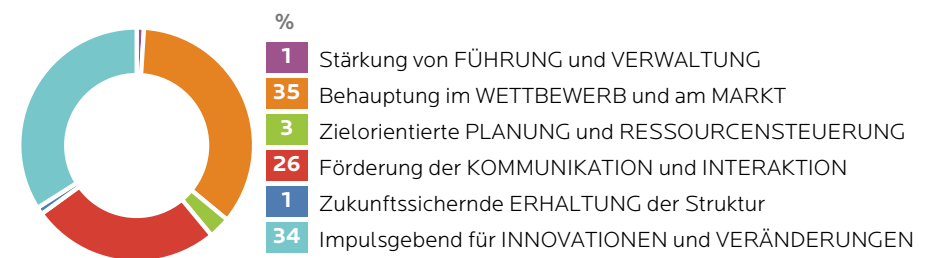 %
1 Stärkung von FÜHRUNG und VERWALTUNG
35 Behauptung im WETTBEWERB und am MARKT
3 Zielorientierte PLANUNG und RESSOURCENSTEUERUNG
26 Förderung der KOMMUNIKATION und INTERAKTION
1 Zukunftssichernde ERHALTUNG der Struktur
34 Impulsgebend für INNOVATIONEN und VERÄNDERUNGEN